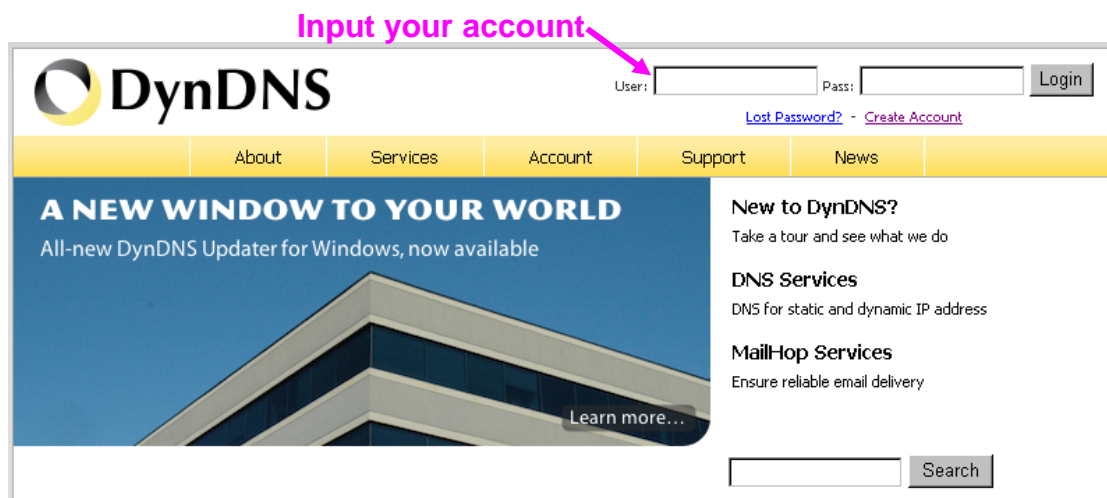 Input your account
DynDNS
User: Pass: Login
Lost Password? - Create Account
About Services Account Support News
A NEW WINDOW TO YOUR WORLD
All-new DynDNS Updater for Windows, now available
Learn more...
New to DynDNS?
Take a tour and see what we do
DNS Services
DNS for static and dynamic IP address
MailHop Services
Ensure reliable email delivery
Search